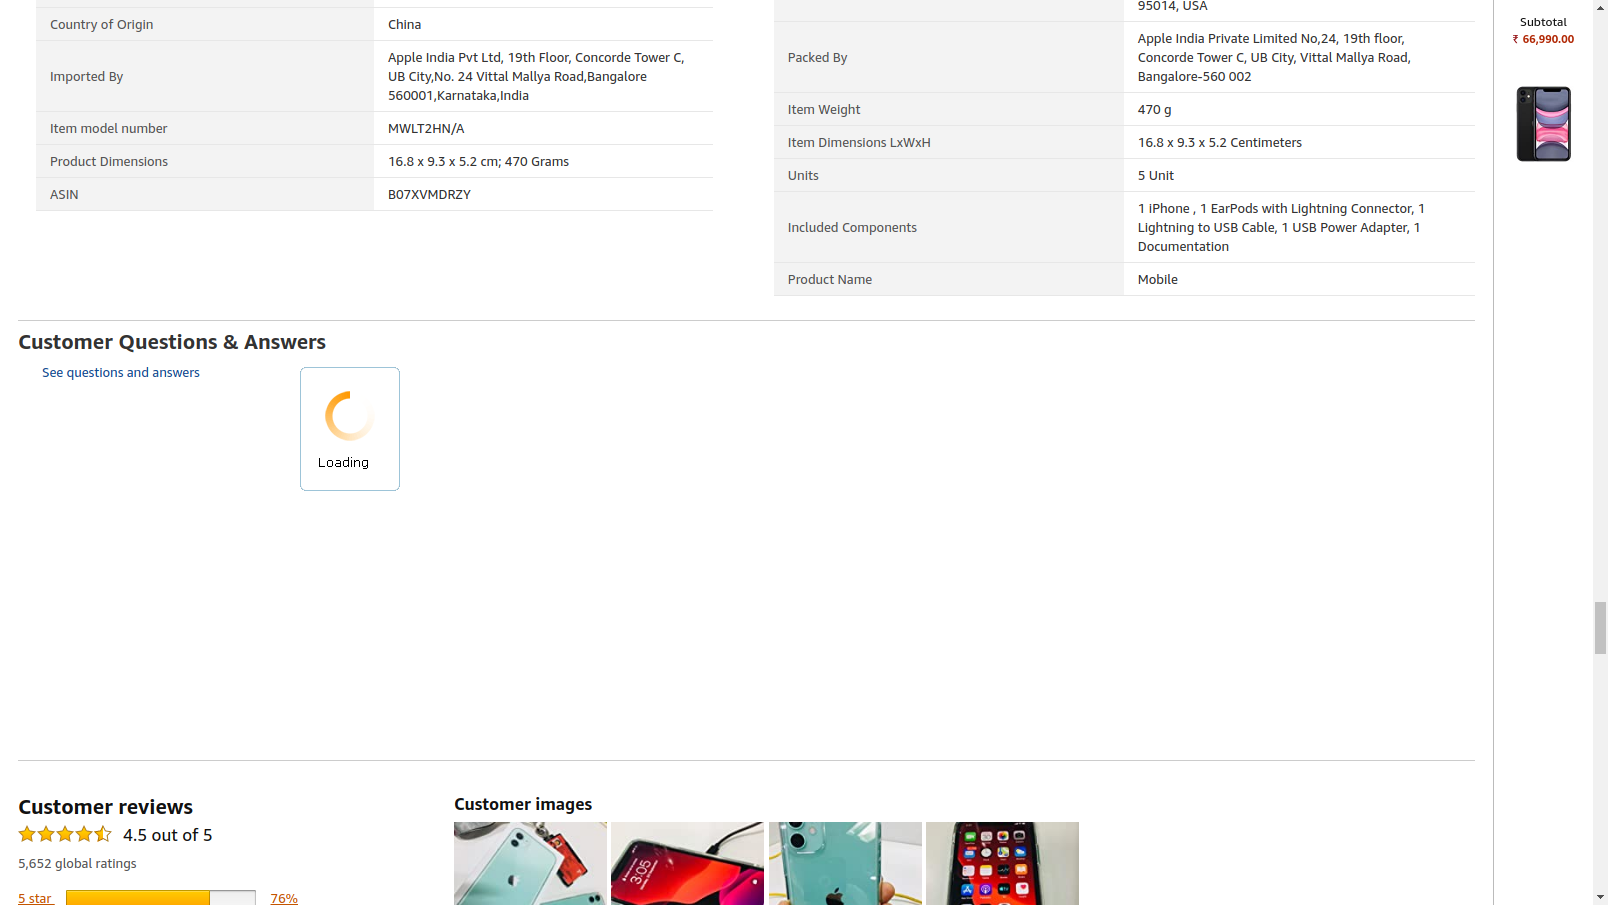 Country of Origin
China
Imported By
Apple India Pvt Ltd, 19th Floor, Concorde Tower C,
UB City,No. 24 Vittal Mallya Road,Bangalore
560001,Karnataka,India
Item model number
MWLT2HN/A
Product Dimensions
16.8 x 9.3 x 5.2 cm; 470 Grams
ASIN
B07XVMDRZY
95014, USA
Packed By
Apple India Private Limited No,24, 19th floor,
Concorde Tower C, UB City, Vittal Mallya Road,
Bangalore-560 002
Item Weight
470 g
Item Dimensions LxWxH
16.8 x 9.3 x 5.2 Centimeters
Units
5 Unit
Included Components
1 iPhone , 1 EarPods with Lightning Connector, 1
Lightning to USB Cable, 1 USB Power Adapter, 1
Documentation
Product Name
Mobile
Subtotal
₹ 66,990.00
Customer Questions & Answers
See questions and answers
Loading
Customer reviews
4.5 out of 5
5,652 global ratings
5 star
76%
Customer images
3:05